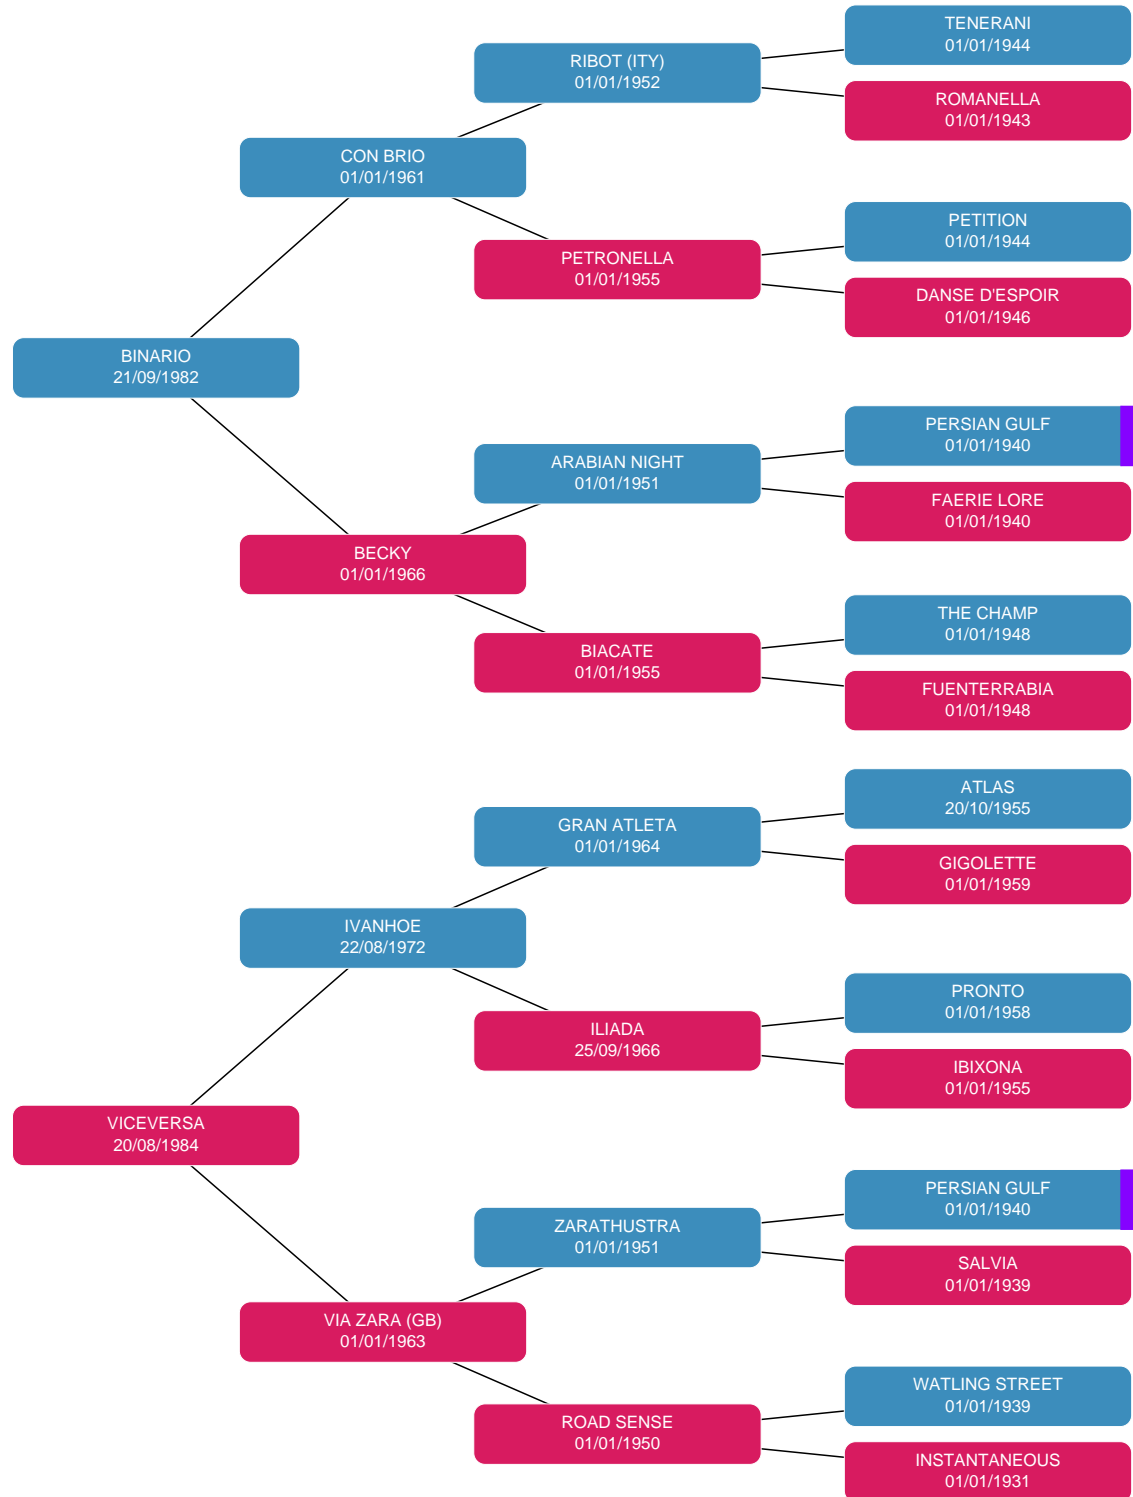 TENERANI
01/01/1944
RIBOT (ITY)
01/01/1952
ROMANELLA
01/01/1943
CON BRIO
01/01/1961
PETITION
01/01/1944
PETRONELLA
01/01/1955
DANSE D'ESPOIR
01/01/1946
BINARIO
21/09/1982
PERSIAN GULF
01/01/1940
ARABIAN NIGHT
01/01/1951
FAERIE LORE
01/01/1940
BECKY
01/01/1966
THE CHAMP
01/01/1948
BIACATE
01/01/1955
FUENTERRABIA
01/01/1948
ATLAS
20/10/1955
GRAN ATLETA
01/01/1964
GIGOLETTE
01/01/1959
IVANHOE
22/08/1972
PRONTO
01/01/1958
ILIADA
25/09/1966
IBIXONA
01/01/1955
VICEVERSA
20/08/1984
PERSIAN GULF
01/01/1940
ZARATHUSTRA
01/01/1951
SALVIA
01/01/1939
VIA ZARA (GB)
01/01/1963
WATLING STREET
01/01/1939
ROAD SENSE
01/01/1950
INSTANTANEOUS
01/01/1931